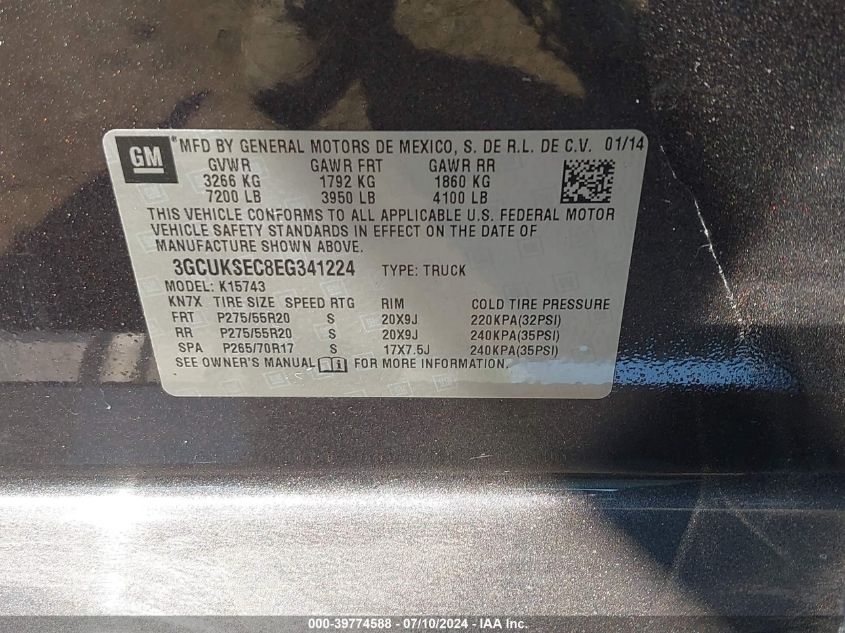 GM
*MFD BY GENERAL MOTORS DE MEXICO, S. DE R.L. DE C.V. 01/14
GVWR GAWR FRT GAWR RR
3266 KG 1792 KG 1860 KG
7200 LB 3950 LB 4100 LB
THIS VEHICLE CONFORMS TO ALL APPLICABLE U.S. FEDERAL MOTOR
VEHICLE SAFETY STANDARDS IN EFFECT ON THE DATE OF
MANUFACTURE SHOWN ABOVE.
3GCUKSEC8EG341224 TYPE: TRUCK
MODEL: K15743
KN7X TIRE SIZE SPEED RTG RIM COLD TIRE PRESSURE
FRT P275/55R20 S 20X9J 220KPA(32PSI)
RR P275/55R20 S 20X9J 240KPA(35PSI)
SPA P265/70R17 S 17X7.5J 240KPA(35PSI)
SEE OWNER'S MANUAL FOR MORE INFORMATION.
000-39774588 - 07/10/2024 - IAA Inc.